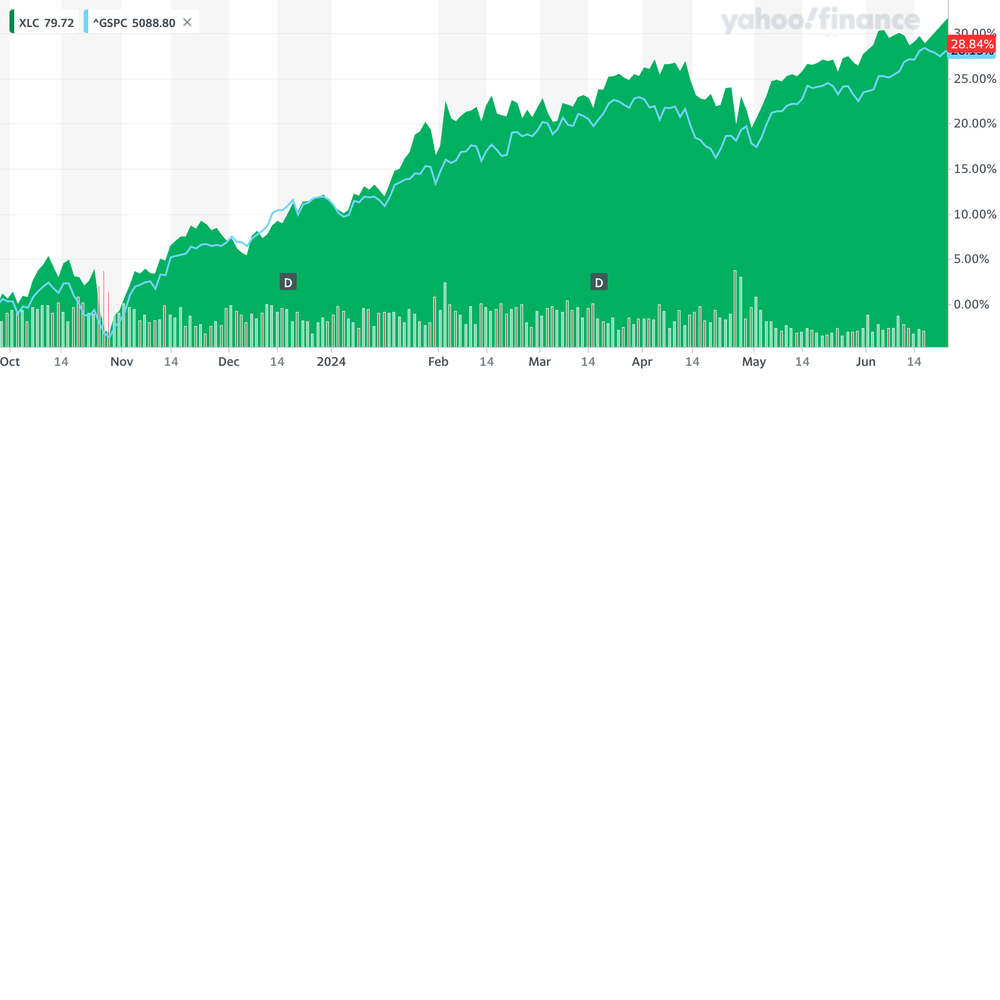 XLC 79.72 ^GSPC 5088.80
yahoo!finance
30.00%
28.84%
28.13%
25.00%
20.00%
15.00%
10.00%
5.00%
0.00%
D D
Oct 14 Nov 14 Dec 14 2024 Feb 14 Mar 14 Apr 14 May 14 Jun 14